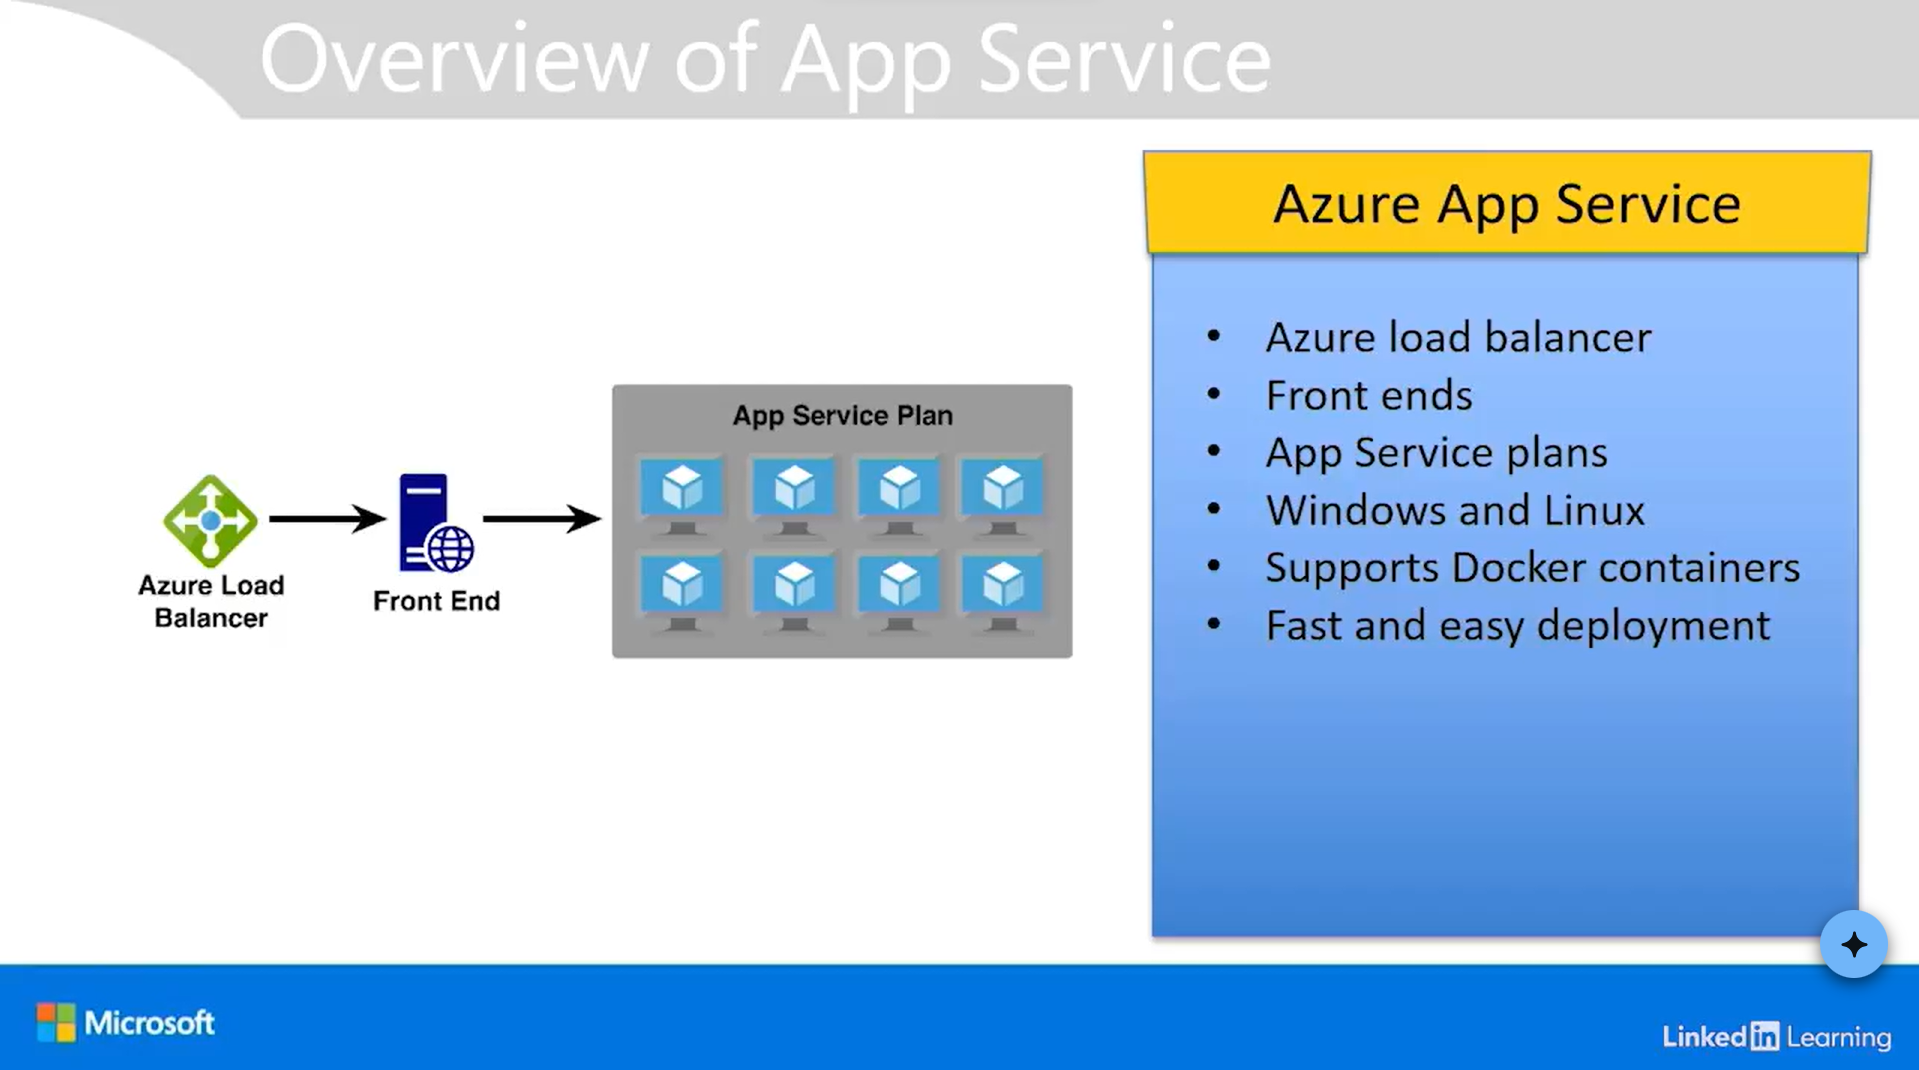 Overview of App Service
Azure Load
Balancer
Front End
App Service Plan
Azure App Service
• Azure load balancer
• Front ends
• App Service plans
• Windows and Linux
• Supports Docker containers
• Fast and easy deployment
Microsoft
Linked in Learning